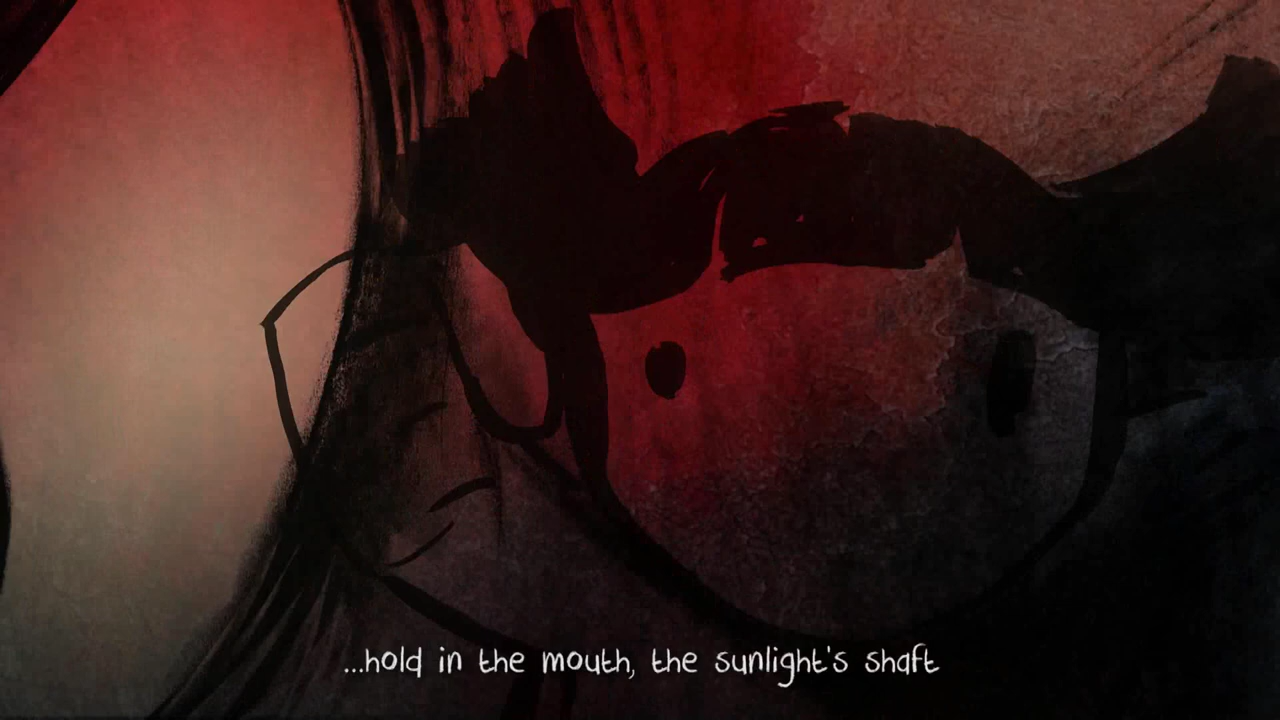 ...hold in the mouth, the sunlight's shaft